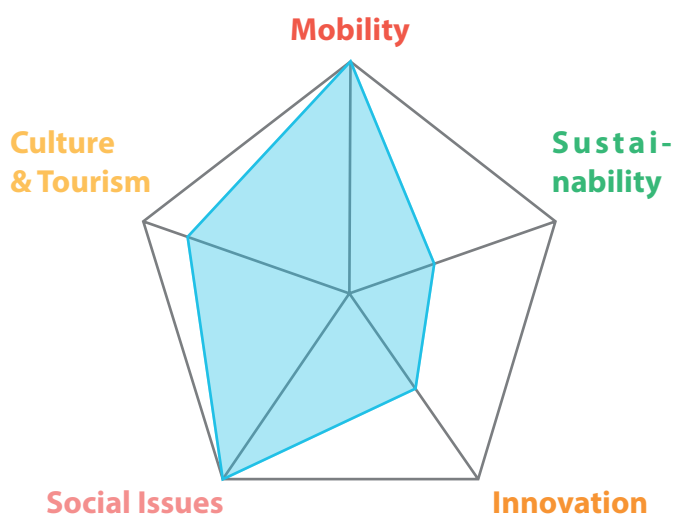 Mobility
Culture
& Tourism
Sustai-
nability
Social Issues
Innovation